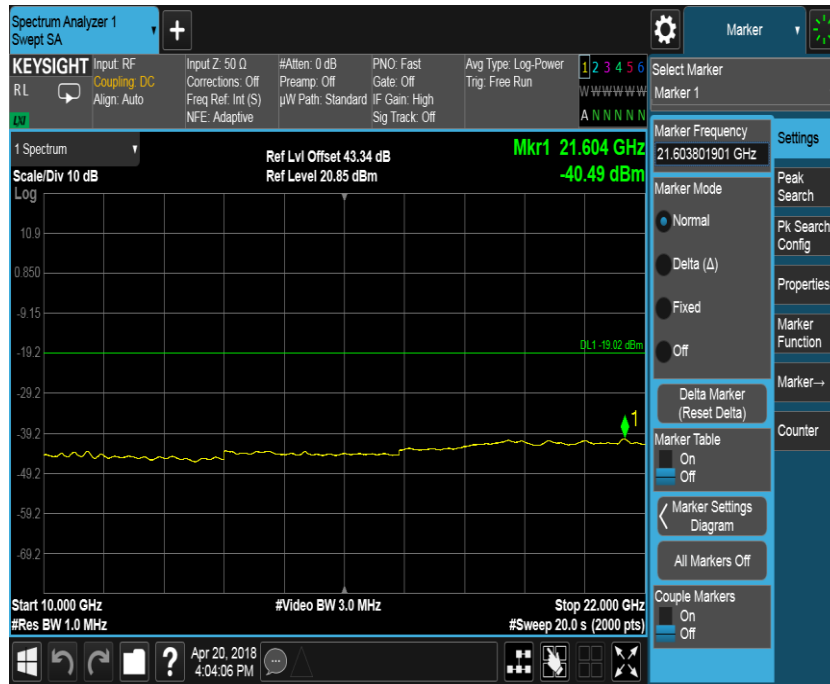 Spectrum Analyzer 1
Swept SA
+
Marker
KEYSIGHT
RL
LXI
Input: RF
Coupling: DC
Align: Auto
Input Z: 50 Ω
Corrections: Off
Freq Ref: Int (S)
NFE: Adaptive
#Atten: 0 dB
Preamp: Off
µW Path: Standard
PNO: Fast
Gate: Off
IF Gain: High
Sig Track: Off
Avg Type: Log-Power
Trig: Free Run
1 2 3 4 5 6
W W W W W W
A N N N N N
Select Marker
Marker 1
1 Spectrum
Scale/Div 10 dB
Log
Ref Lvl Offset 43.34 dB
Ref Level 20.85 dBm
Mkr1 21.604 GHz
-40.49 dBm
10.9
0.850
-9.15
-19.2
-29.2
-39.2
-49.2
-59.2
-69.2
DL1 -19.02 dBm
1
Start 10.000 GHz
#Res BW 1.0 MHz
#Video BW 3.0 MHz
Stop 22.000 GHz
#Sweep 20.0 s (2000 pts)
Marker Frequency
21.603801901 GHz
Marker Mode
Normal
Delta (Δ)
Fixed
Off
Delta Marker
(Reset Delta)
Marker Table
On
Off
Marker Settings
Diagram
All Markers Off
Couple Markers
On
Off
Settings
Peak
Search
Pk Search
Config
Properties
Marker
Function
Marker→
Counter
?
Apr 20, 2018
4:04:06 PM